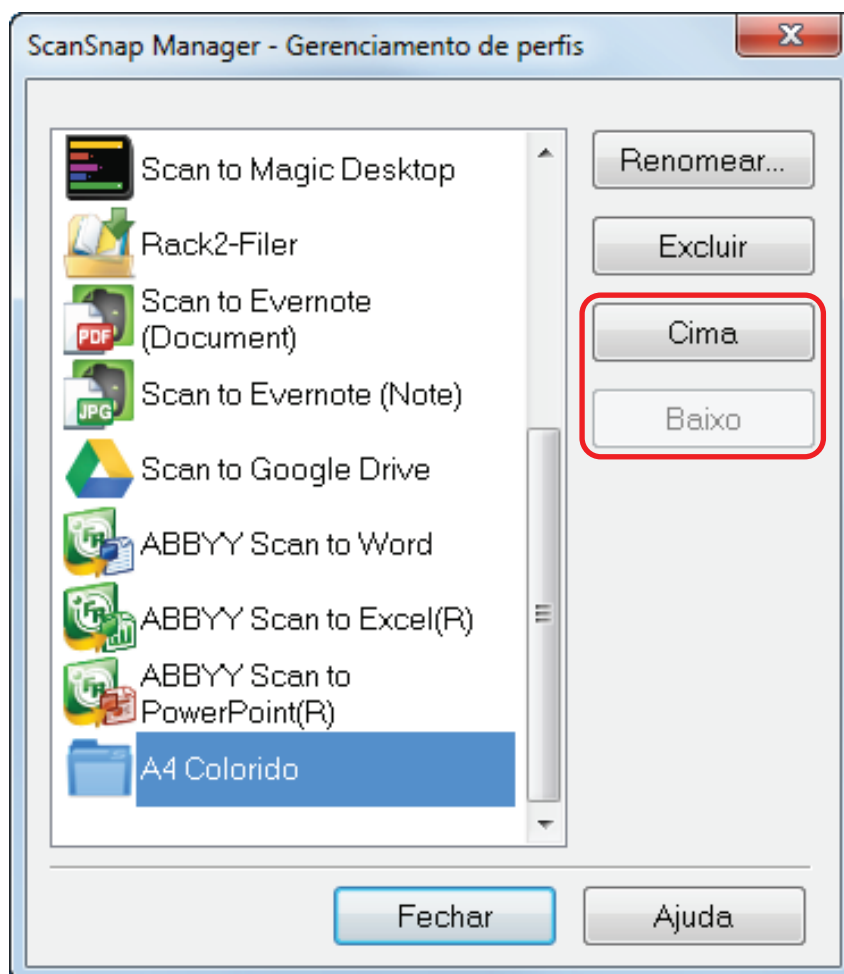 ScanSnap Manager - Gerenciamento de perfis
Scan to Magic Desktop
Rack2-Filer
Scan to Evernote
(Document)
PDF
Scan to Evernote (Note)
JPG
Scan to Google Drive
ABBYY Scan to Word
ABBYY Scan to Excel(R)
ABBYY Scan to
PowerPoint(R)
A4 Colorido
Renomear...
Excluir
Cima
Baixo
Fechar
Ajuda